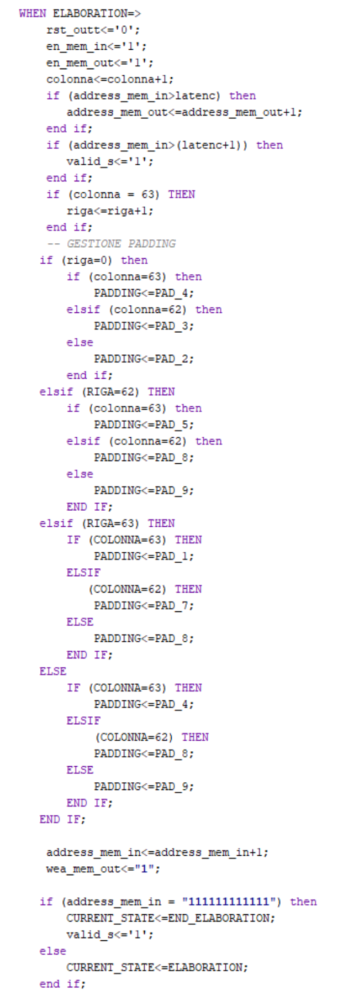 WHEN ELABORATION=>
rst_outt<='0';
en_mem_in<='1';
en_mem_out<='1';
colonna<=colonna+1;
if (address_mem_in>latenc) then
address_mem_out<=address_mem_out+1;
end if;
if (address_mem_in>(latenc+1)) then
valid_s<='1';
end if;
if (colonna = 63) THEN
riga<=riga+1;
end if;
-- GESTIONE PADDING
if (riga=0) then
if (colonna=63) then
PADDING<=PAD_4;
elsif (colonna=62) then
PADDING<=PAD_3;
else
PADDING<=PAD_2;
end if;
elsif (RIGA=62) THEN
if (colonna=63) then
PADDING<=PAD_5;
elsif (colonna=62) then
PADDING<=PAD_8;
else
PADDING<=PAD_9;
END IF;
elsif (RIGA=63) THEN
IF (COLONNA=63) THEN
PADDING<=PAD_1;
ELSIF
(COLONNA=62) THEN
PADDING<=PAD_7;
ELSE
PADDING<=PAD_8;
END IF;
ELSE
IF (COLONNA=63) THEN
PADDING<=PAD_4;
ELSIF
(COLONNA=62) THEN
PADDING<=PAD_8;
ELSE
PADDING<=PAD_9;
END IF;
END IF;
address_mem_in<=address_mem_in+1;
wea_mem_out<="1";
if (address_mem_in = "111111111111") then
CURRENT_STATE<=END_ELABORATION;
valid_s<='1';
else
CURRENT_STATE<=ELABORATION;
end if;